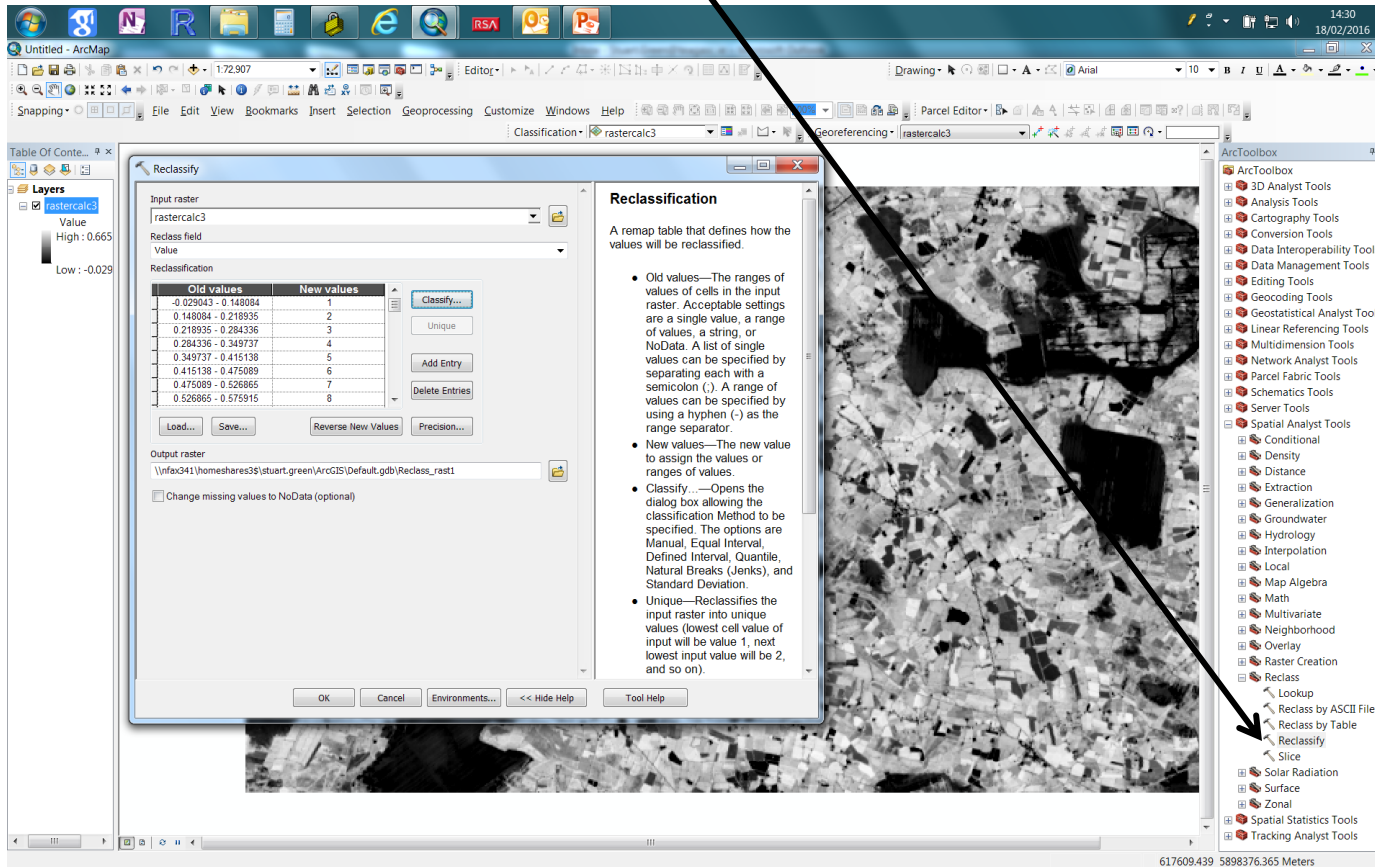 RSA
14:30
18/02/2016
Untitled - ArcMap
1:72,907
Editor
Drawing
Arial
10
B I U A
Snapping
File Edit View Bookmarks Insert Selection Geoprocessing Customize Windows Help
Parcel Editor
Classification
rastercalc3
Georeferencing
rastercalc3
Table Of Conte...
Layers
rastercalc3
Value
High : 0.665
Low : -0.029
Reclassify
Input raster
rastercalc3
Reclass field
Value
Reclassification
Old values New values
-0.029043 - 0.148084 1
0.148084 - 0.218935 2
0.218935 - 0.284336 3
0.284336 - 0.349737 4
0.349737 - 0.415138 5
0.415138 - 0.475089 6
0.475089 - 0.526865 7
0.526865 - 0.575915 8
Classify...
Unique
Add Entry
Delete Entries
Load... Save... Reverse New Values Precision...
Output raster
\\nfax341\homeshares3$\stuart.green\ArcGIS\Default.gdb\Reclass_rast1
Change missing values to NoData (optional)
OK Cancel Environments... << Hide Help Tool Help
Reclassification
A remap table that defines how the
values will be reclassified.
• Old values—The ranges of
values of cells in the input
raster. Acceptable settings
are a single value, a range
of values, a string, or
NoData. A list of single
values can be specified by
separating each with a
semicolon (;). A range of
values can be specified by
using a hyphen (-) as the
range separator.
• New values—The new value
to assign the values or
ranges of values.
• Classify...—Opens the
dialog box allowing the
classification Method to be
specified. The options are
Manual, Equal Interval,
Defined Interval, Quantile,
Natural Breaks (Jenks), and
Standard Deviation.
• Unique—Reclassifies the
input raster into unique
values (lowest cell value of
input will be value 1, next
lowest input value will be 2,
and so on).
ArcToolbox
ArcToolbox
3D Analyst Tools
Analysis Tools
Cartography Tools
Conversion Tools
Data Interoperability Tool
Data Management Tools
Editing Tools
Geocoding Tools
Geostatistical Analyst Tool
Linear Referencing Tools
Multidimension Tools
Network Analyst Tools
Parcel Fabric Tools
Schematics Tools
Server Tools
Spatial Analyst Tools
Conditional
Density
Distance
Extraction
Generalization
Groundwater
Hydrology
Interpolation
Local
Map Algebra
Math
Multivariate
Neighborhood
Overlay
Raster Creation
Reclass
Lookup
Reclass by ASCII File
Reclass by Table
Reclassify
Slice
Solar Radiation
Surface
Zonal
Spatial Statistics Tools
Tracking Analyst Tools
617609.439 5898376.365 Meters